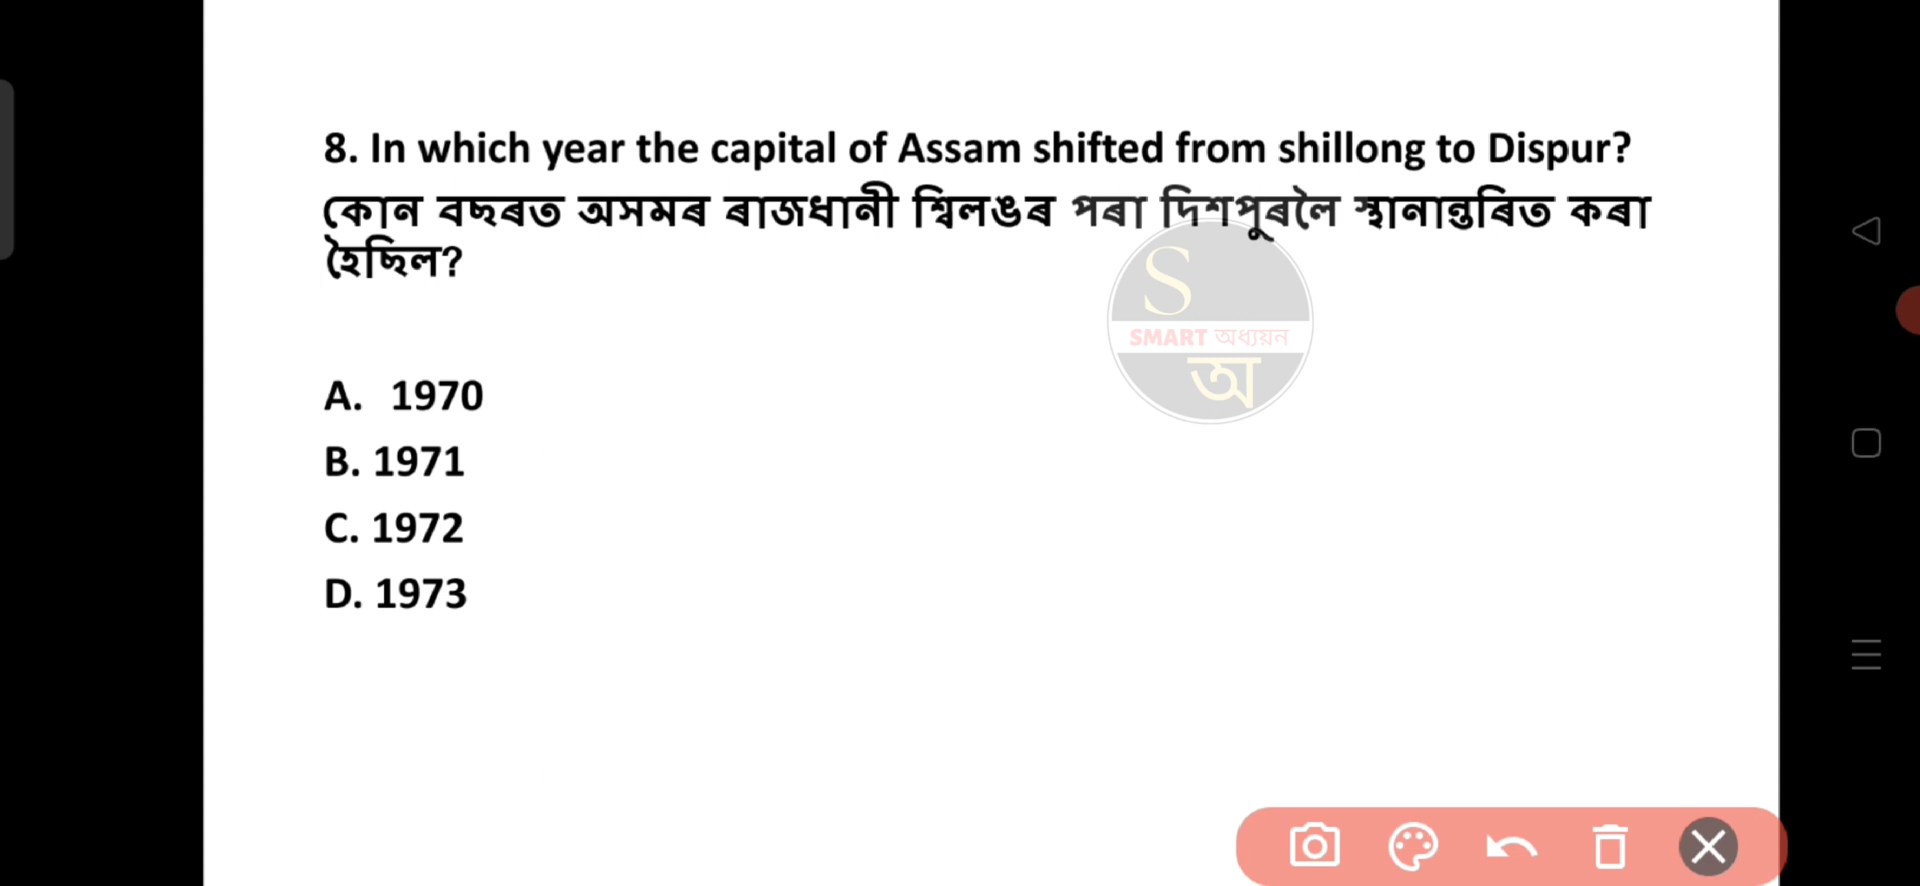 8. In which year the capital of Assam shifted from shillong to Dispur?
কোন বছৰত অসমৰ ৰাজধানী শ্বিলঙৰ পৰা দিশপুৰলৈ স্থানান্তৰিত কৰা
হৈছিল?
S
SMART অধ্যয়ন
অ
A. 1970
B. 1971
C. 1972
D. 1973